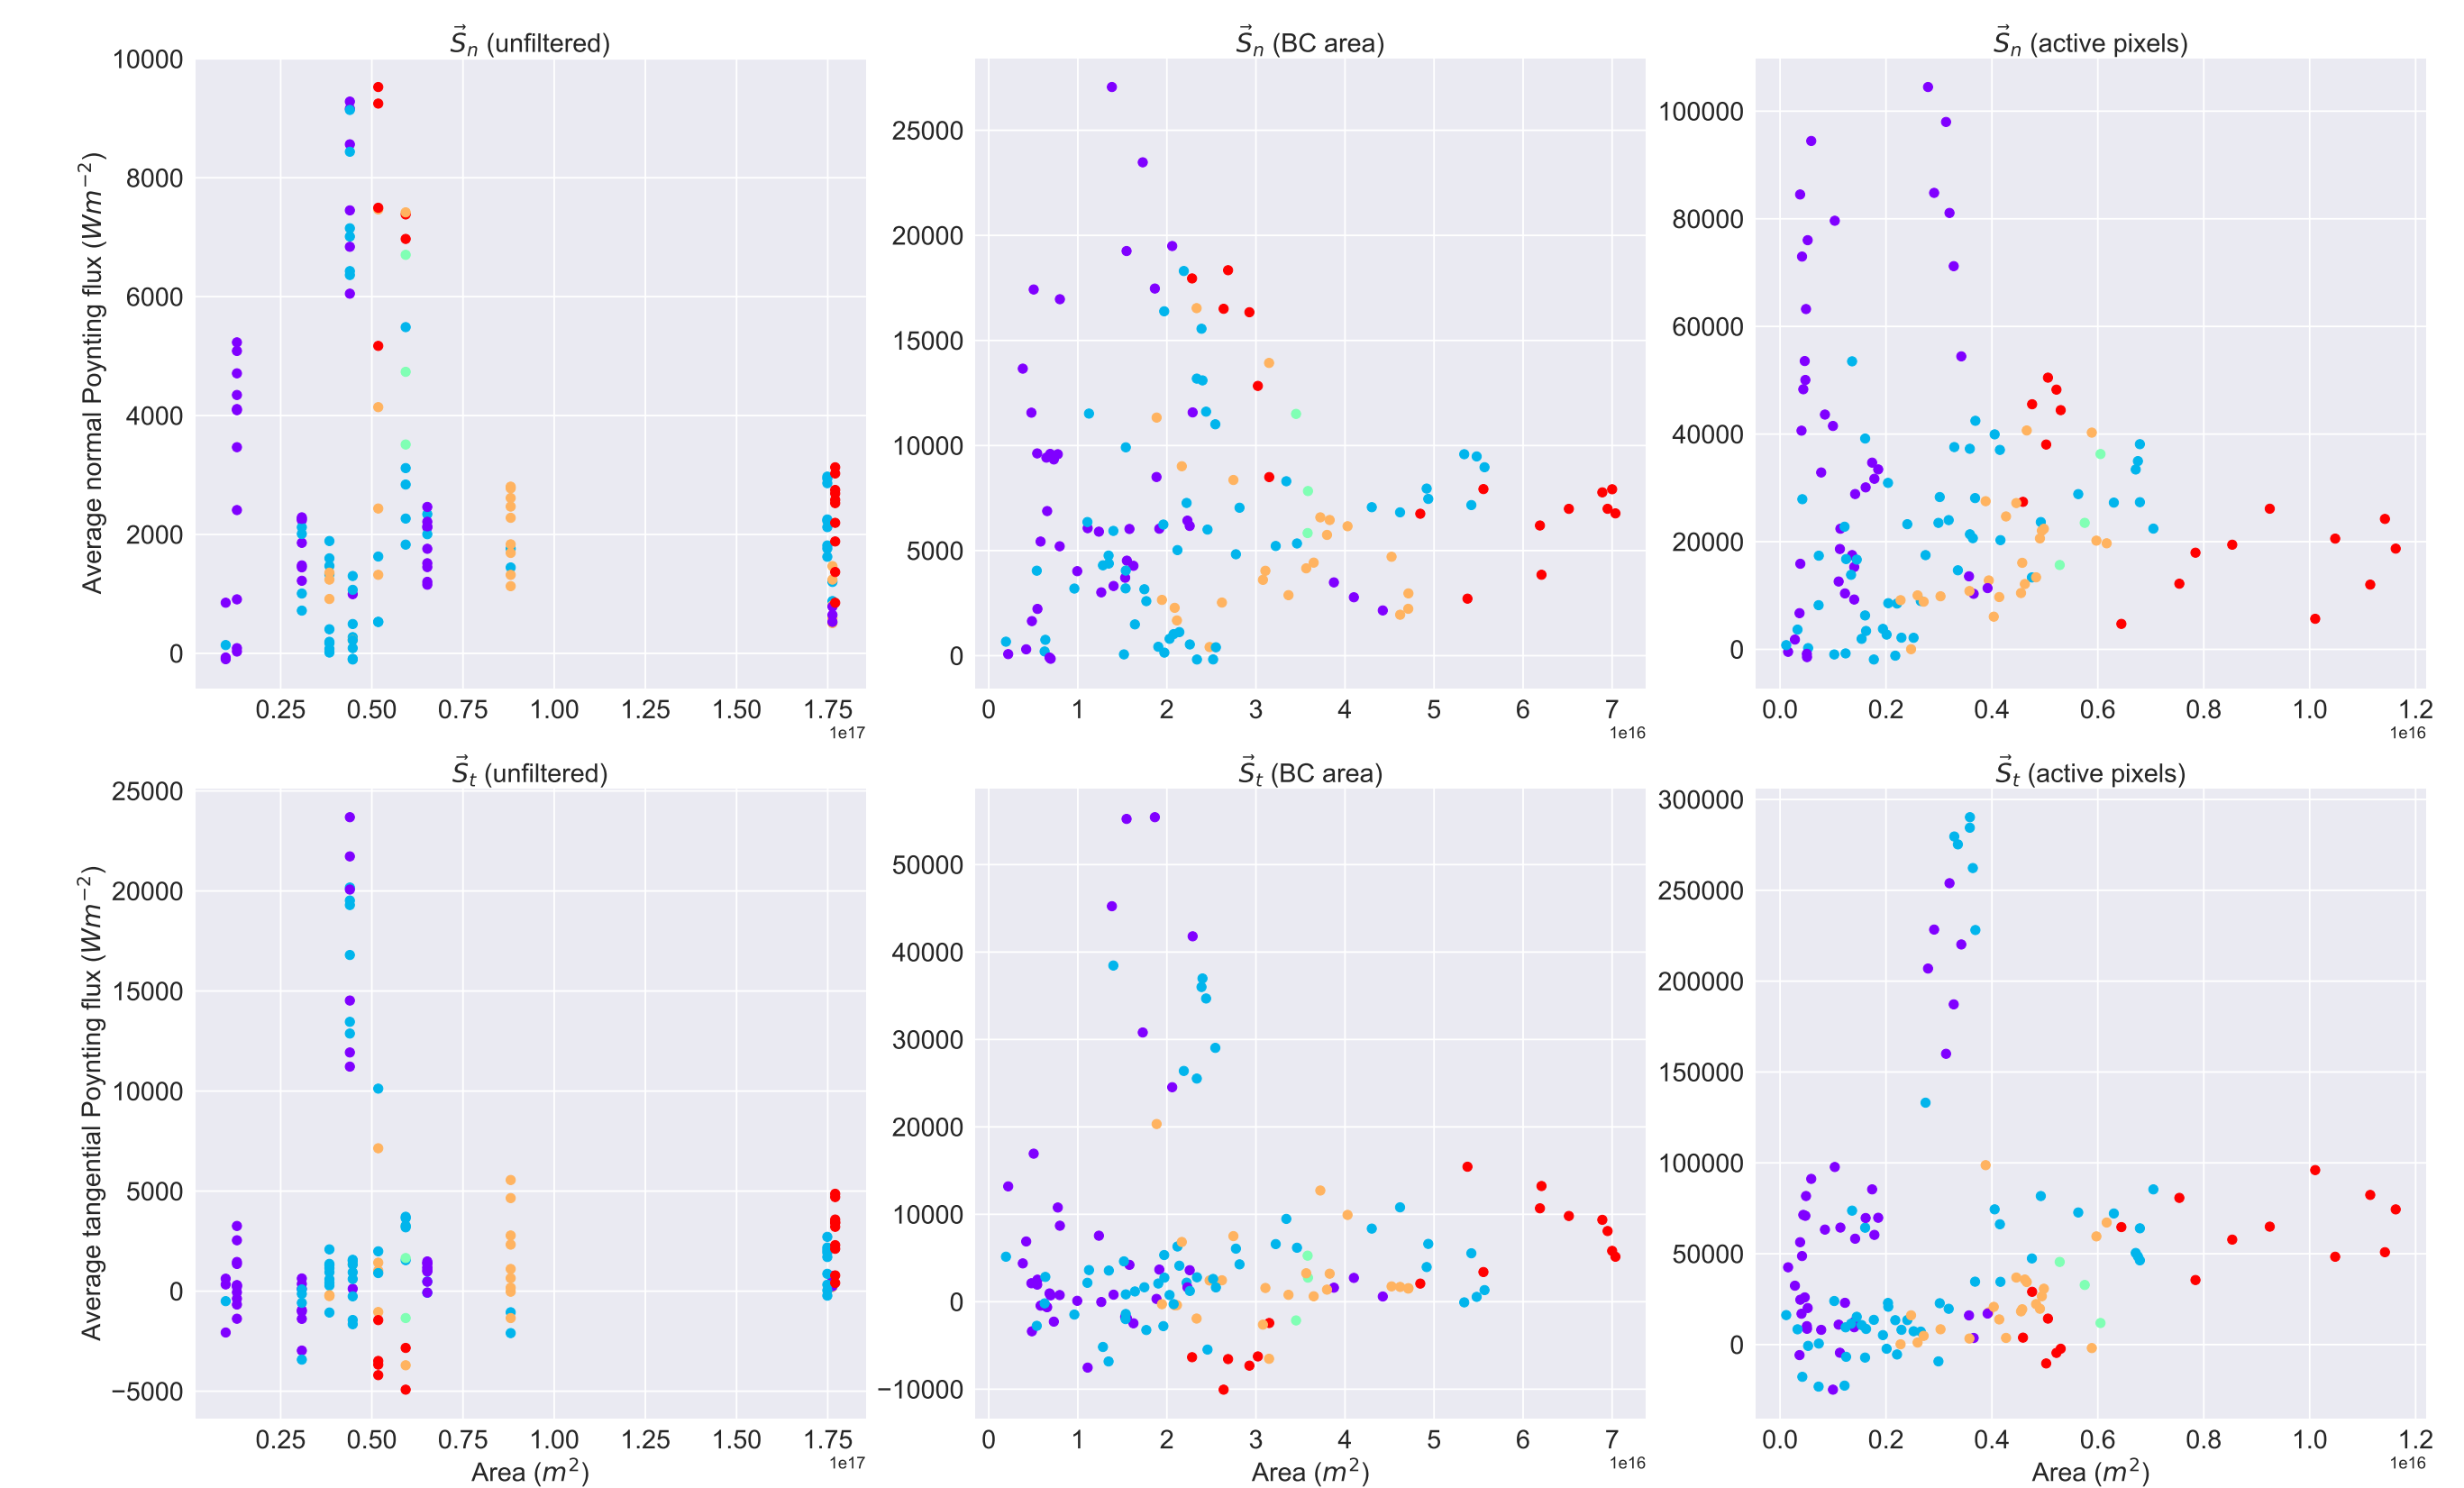 S⃗n (unfiltered)
S⃗n (BC area)
S⃗n (active pixels)
Average normal Poynting flux (Wm−2)
10000
8000
6000
4000
2000
0
0.25 0.50 0.75 1.00 1.25 1.50 1.75
1e17
25000
20000
15000
10000
5000
0
0 1 2 3 4 5 6 7
1e16
100000
80000
60000
40000
20000
0
0.0 0.2 0.4 0.6 0.8 1.0 1.2
1e16
S⃗t (unfiltered)
S⃗t (BC area)
S⃗t (active pixels)
Average tangential Poynting flux (Wm−2)
25000
20000
15000
10000
5000
0
−5000
0.25 0.50 0.75 1.00 1.25 1.50 1.75
1e17
Area (m2)
50000
40000
30000
20000
10000
0
−10000
0 1 2 3 4 5 6 7
1e16
Area (m2)
300000
250000
200000
150000
100000
50000
0
0.0 0.2 0.4 0.6 0.8 1.0 1.2
1e16
Area (m2)